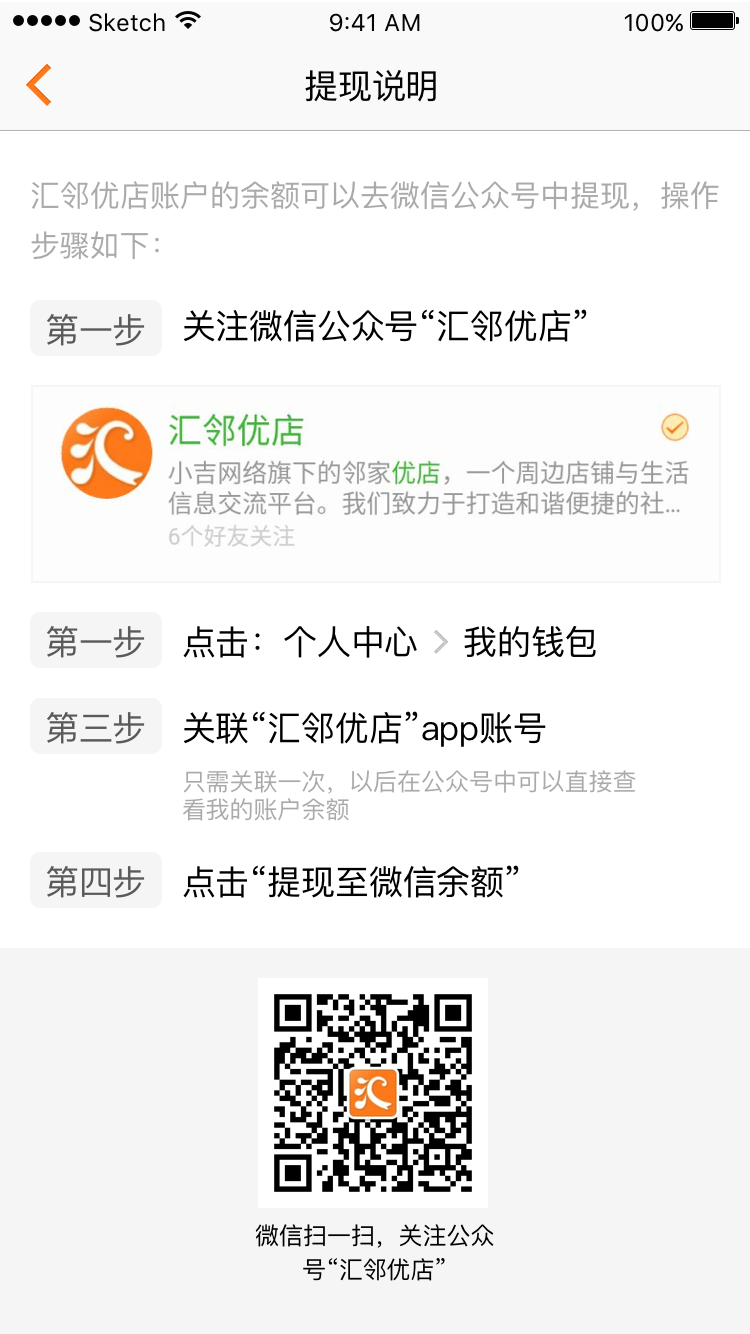 Sketch 9:41 AM 100%
提现说明
汇邻优店账户的余额可以去微信公众号中提现，操作
步骤如下：
第一步 关注微信公众号“汇邻优店”
汇邻优店
小吉网络旗下的邻家优店，一个周边店铺与生活
信息交流平台。我们致力于打造和谐便捷的社...
6个好友关注
第一步 点击：个人中心 > 我的钱包
第三步 关联“汇邻优店”app账号
只需关联一次，以后在公众号中可以直接查
看我的账户余额
第四步 点击“提现至微信余额”
微信扫一扫，关注公众
号“汇邻优店”